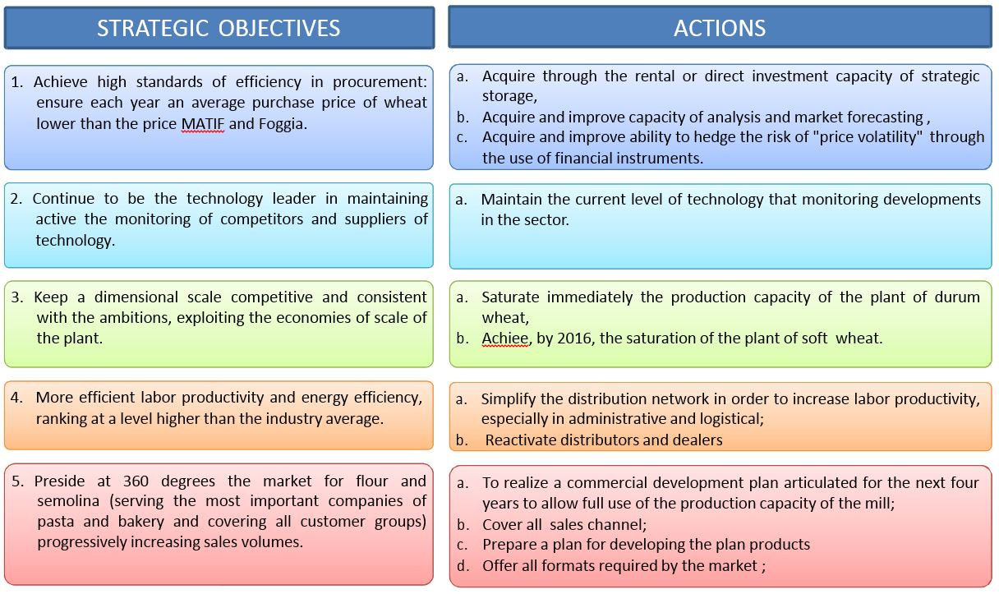 STRATEGIC OBJECTIVES
ACTIONS
1. Achieve high standards of efficiency in procurement:
ensure each year an average purchase price of wheat
lower than the price MATIF and Foggia.
a. Acquire through the rental or direct investment capacity of strategic
storage,
b. Acquire and improve capacity of analysis and market forecasting ,
c. Acquire and improve ability to hedge the risk of "price volatility" through
the use of financial instruments.
2. Continue to be the technology leader in maintaining
active the monitoring of competitors and suppliers of
technology.
a. Maintain the current level of technology that monitoring developments
in the sector.
3. Keep a dimensional scale competitive and consistent
with the ambitions, exploiting the economies of scale of
the plant.
a. Saturate immediately the production capacity of the plant of durum
wheat,
b. Achiee, by 2016, the saturation of the plant of soft wheat.
4. More efficient labor productivity and energy efficiency,
ranking at a level higher than the industry average.
a. Simplify the distribution network in order to increase labor productivity,
especially in administrative and logistical;
b. Reactivate distributors and dealers
5. Preside at 360 degrees the market for flour and
semolina (serving the most important companies of
pasta and bakery and covering all customer groups)
progressively increasing sales volumes.
a. To realize a commercial development plan articulated for the next four
years to allow full use of the production capacity of the mill;
b. Cover all sales channel;
c. Prepare a plan for developing the plan products
d. Offer all formats required by the market ;